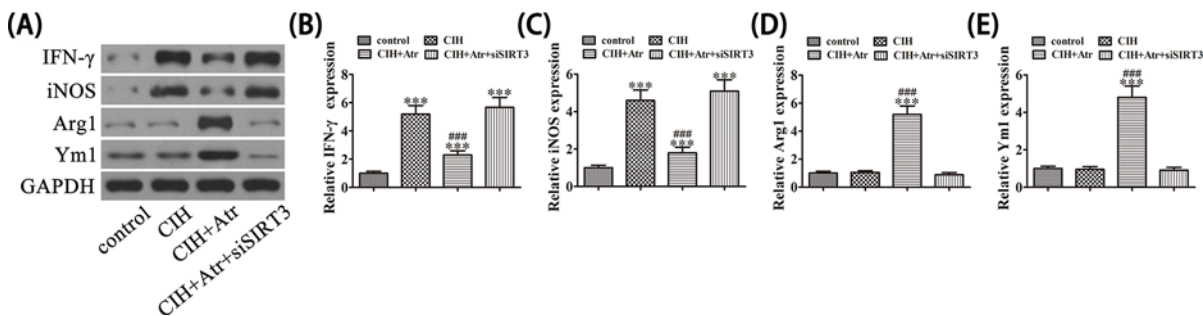 (A)
IFN-γ
iNOS
Arg1
Ym1
GAPDH
control
CIH
CIH+Atr
CIH+Atr+siSIRT3
(B)
control CIH
CIH+Atr CIH+Atr+siSIRT3
Relative IFN-γ expression
8
6
4
2
0
***
###
***
***
(C)
control CIH
CIH+Atr CIH+Atr+siSIRT3
Relative iNOS expression
6
4
2
0
***
###
***
***
(D)
control CIH
CIH+Atr CIH+Atr+siSIRT3
Relative Arg1 expression
8
6
4
2
0
###
***
(E)
control CIH
CIH+Atr CIH+Atr+siSIRT3
Relative Ym1 expression
6
4
2
0
###
***